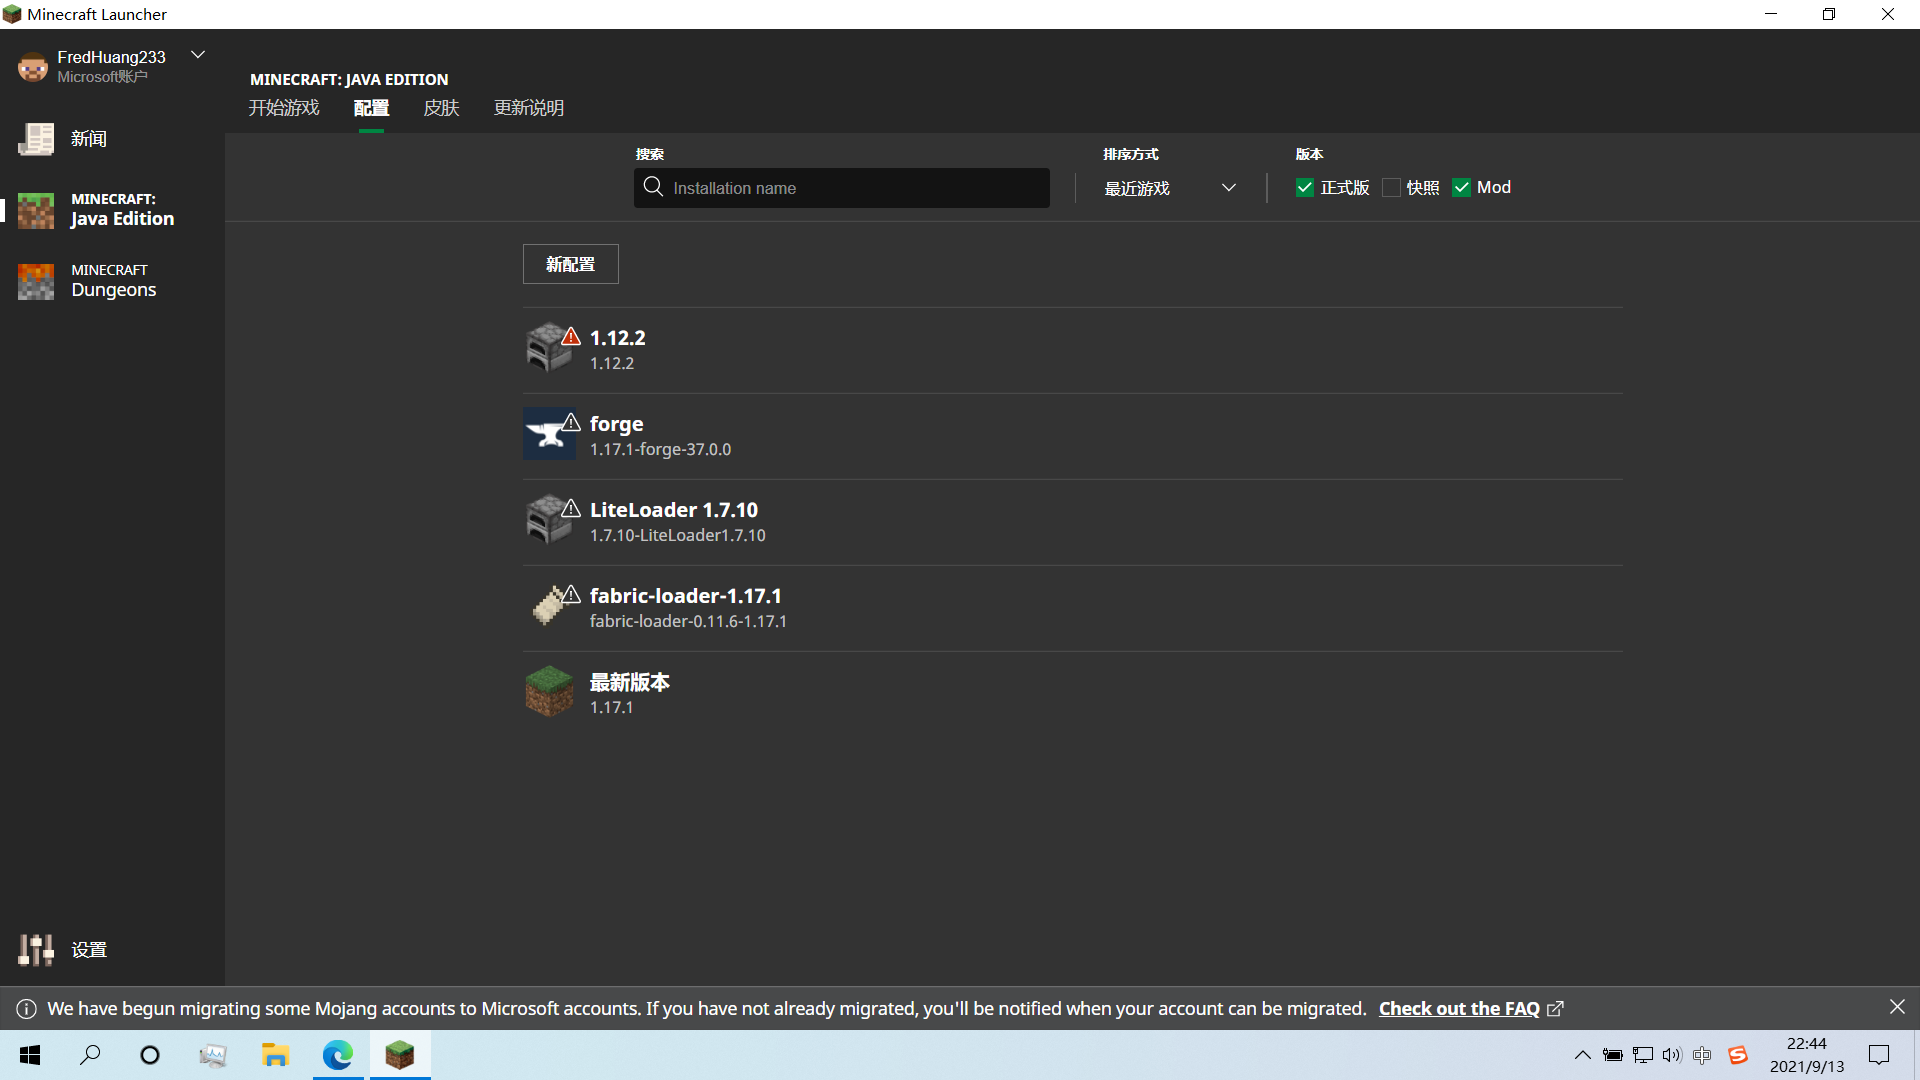 Minecraft Launcher
FredHuang233
Microsoft账户
新闻
MINECRAFT:
Java Edition
MINECRAFT
Dungeons
设置
MINECRAFT: JAVA EDITION
开始游戏 配置 皮肤 更新说明
搜索 排序方式 版本
Installation name 最近游戏 正式版 快照 Mod
新配置
1.12.2
1.12.2
forge
1.17.1-forge-37.0.0
LiteLoader 1.7.10
1.7.10-LiteLoader1.7.10
fabric-loader-1.17.1
fabric-loader-0.11.6-1.17.1
最新版本
1.17.1
We have begun migrating some Mojang accounts to Microsoft accounts. If you have not already migrated, you'll be notified when your account can be migrated. Check out the FAQ
中
22:44
2021/9/13